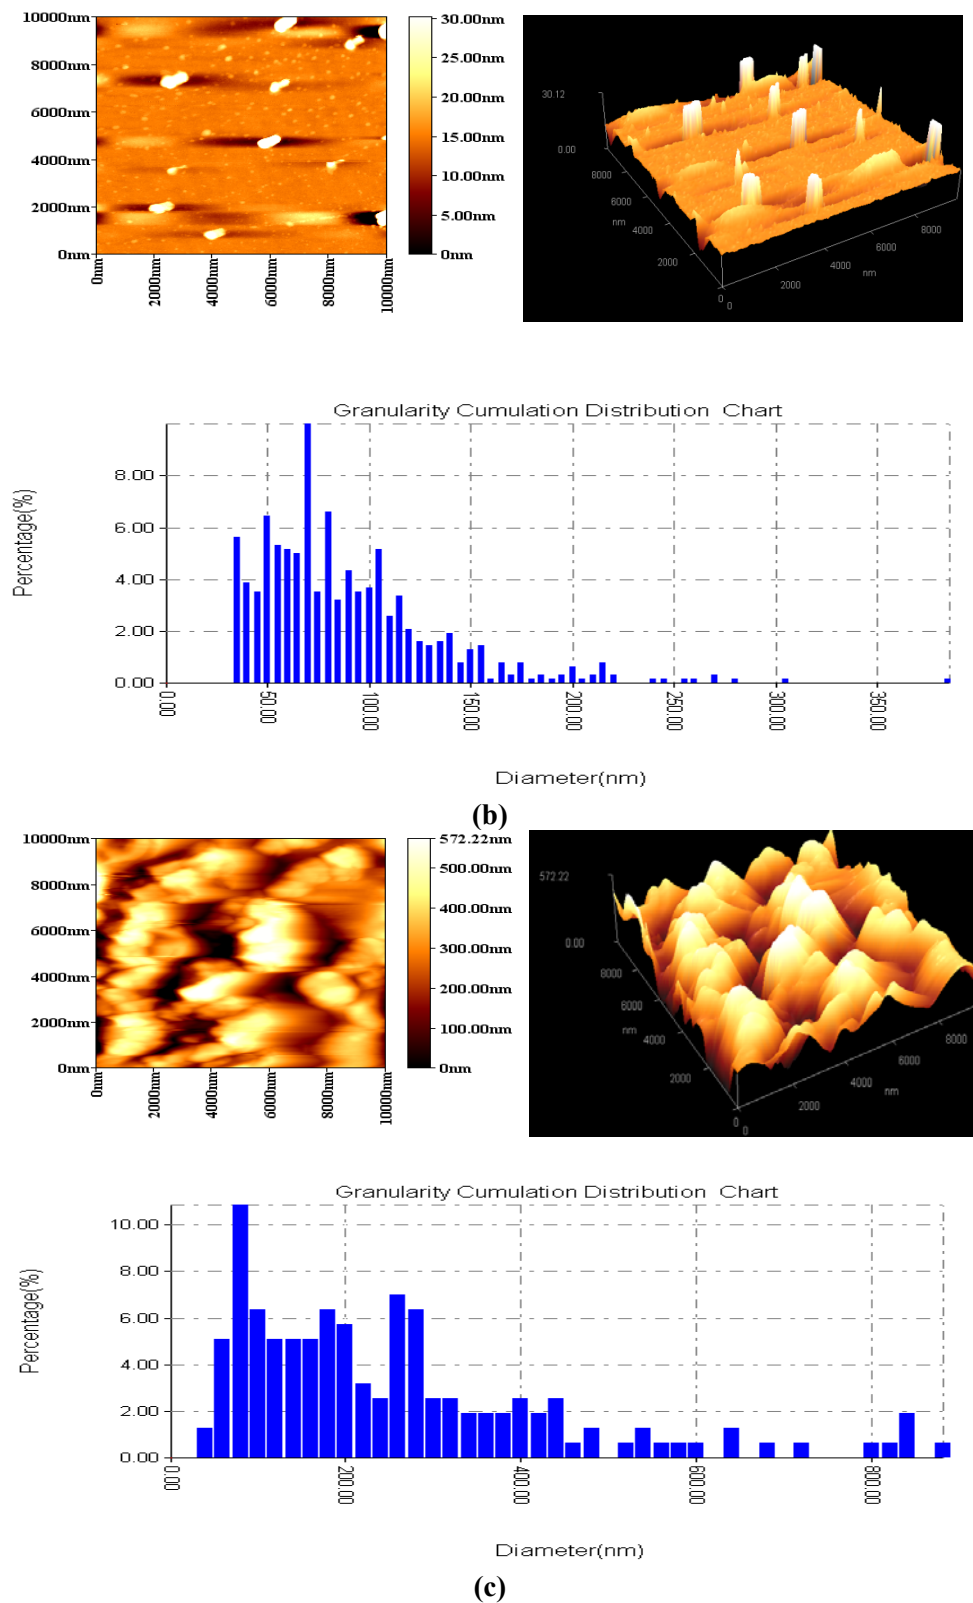 10000nm
8000nm
6000nm
4000nm
2000nm
0nm
0nm
2000nm
4000nm
6000nm
8000nm
10000nm
30.00nm
25.00nm
20.00nm
15.00nm
10.00nm
5.00nm
0nm
30.12
0.00
8000
6000
4000
2000
0
0
2000
4000
nm
6000
8000
Granularity Cumulation Distribution Chart
Percentage(%)
8.00
6.00
4.00
2.00
0.00
0.00
50.00
100.00
150.00
200.00
250.00
300.00
350.00
Diameter(nm)
(b)
10000nm
8000nm
6000nm
4000nm
2000nm
0nm
0nm
2000nm
4000nm
6000nm
8000nm
10000nm
572.22nm
500.00nm
400.00nm
300.00nm
200.00nm
100.00nm
0nm
572.22
0.00
8000
6000
nm
4000
2000
0
0
2000
nm
4000
6000
8000
Granularity Cumulation Distribution Chart
Percentage(%)
10.00
8.00
6.00
4.00
2.00
0.00
0.00
200.00
400.00
600.00
800.00
Diameter(nm)
(c)